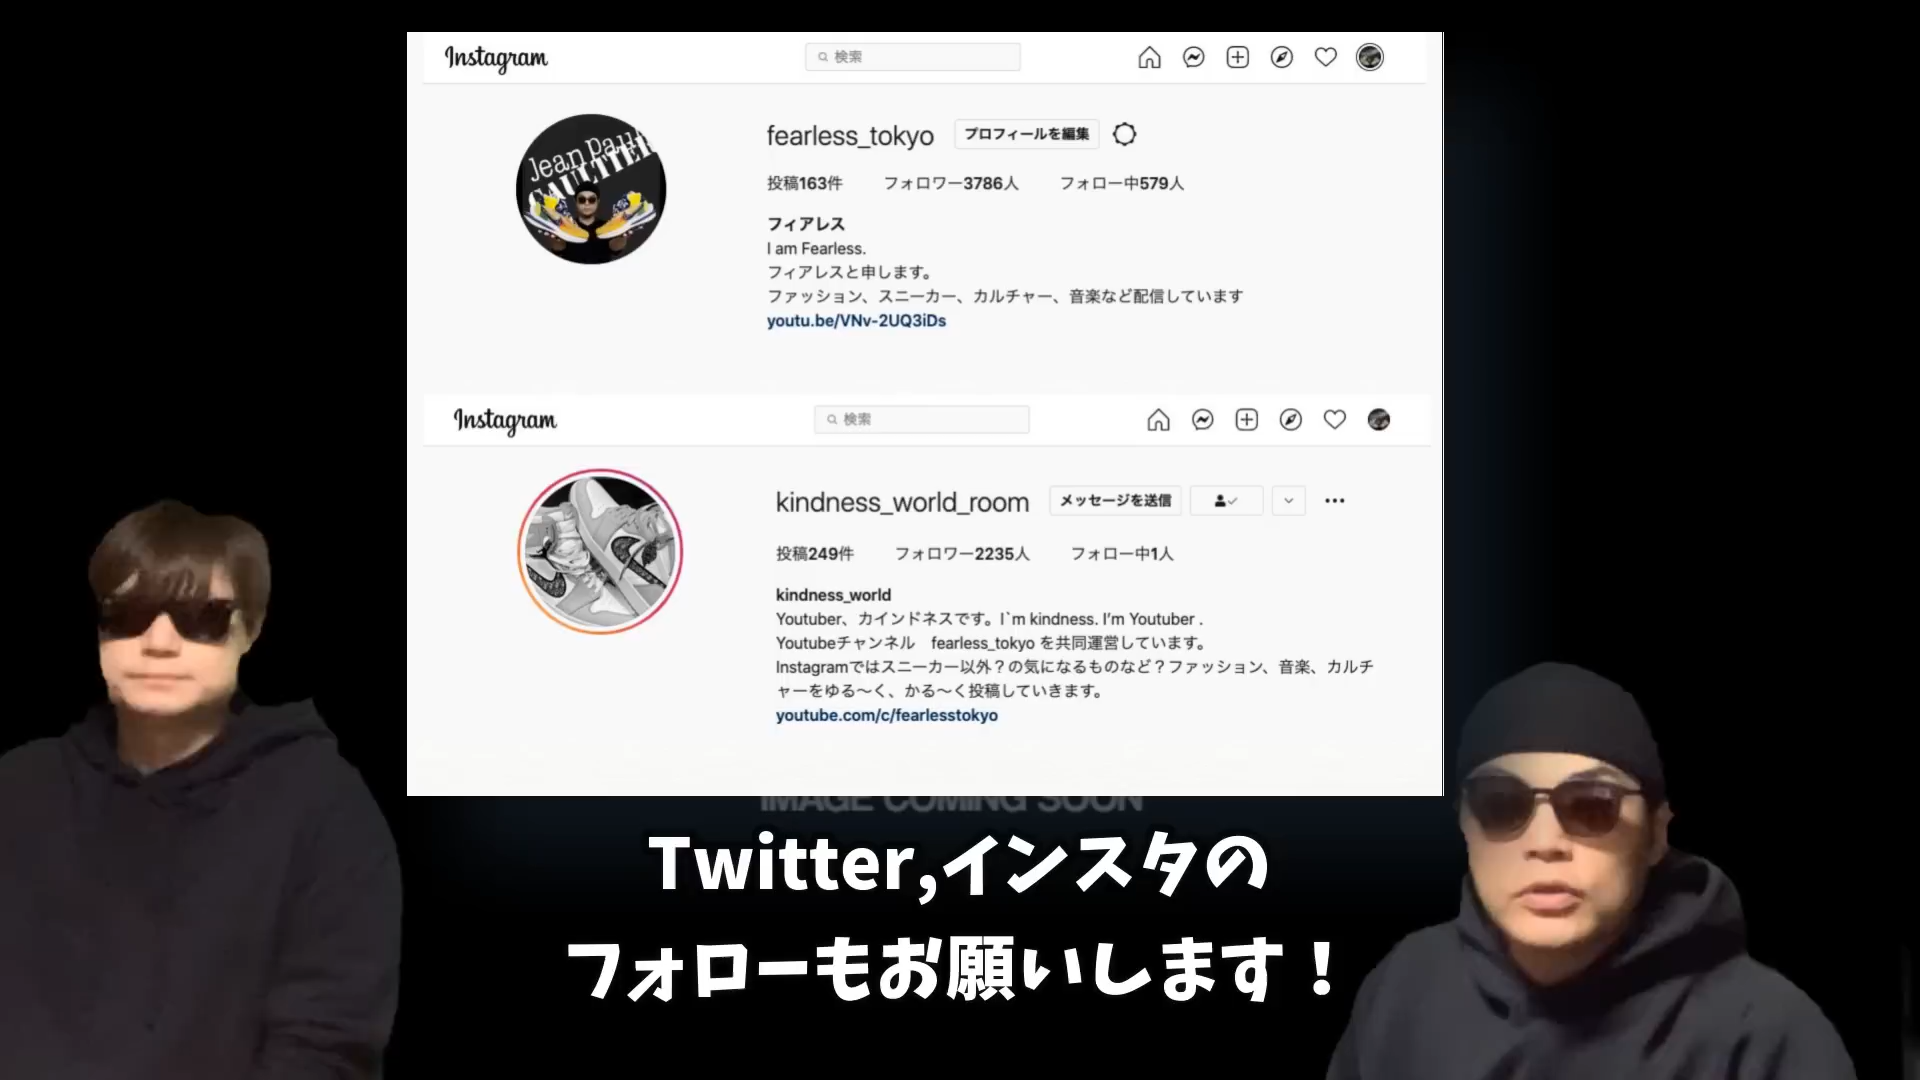 Instagram
検索
fearless_tokyo プロフィールを編集
投稿163件 フォロワー3786人 フォロー中579人
フィアレス
I am Fearless.
フィアレスと申します。
ファッション、スニーカー、カルチャー、音楽など配信しています
youtu.be/VNv-2UQ3iDs
Jean Paul
GAULTIER
Instagram
検索
kindness_world_room メッセージを送信
投稿249件 フォロワー2235人 フォロー中1人
kindness_world
Youtuber、カインドネスです。I`m kindness. I’m Youtuber .
Youtubeチャンネル　fearless_tokyo を共同運営しています。
Instagramではスニーカー以外？の気になるものなど？ファッション、音楽、カルチ
ャーをゆる〜く、かる〜く投稿していきます。
youtube.com/c/fearlesstokyo
IMAGE COMING SOON
Twitter,インスタの
フォローもお願いします！